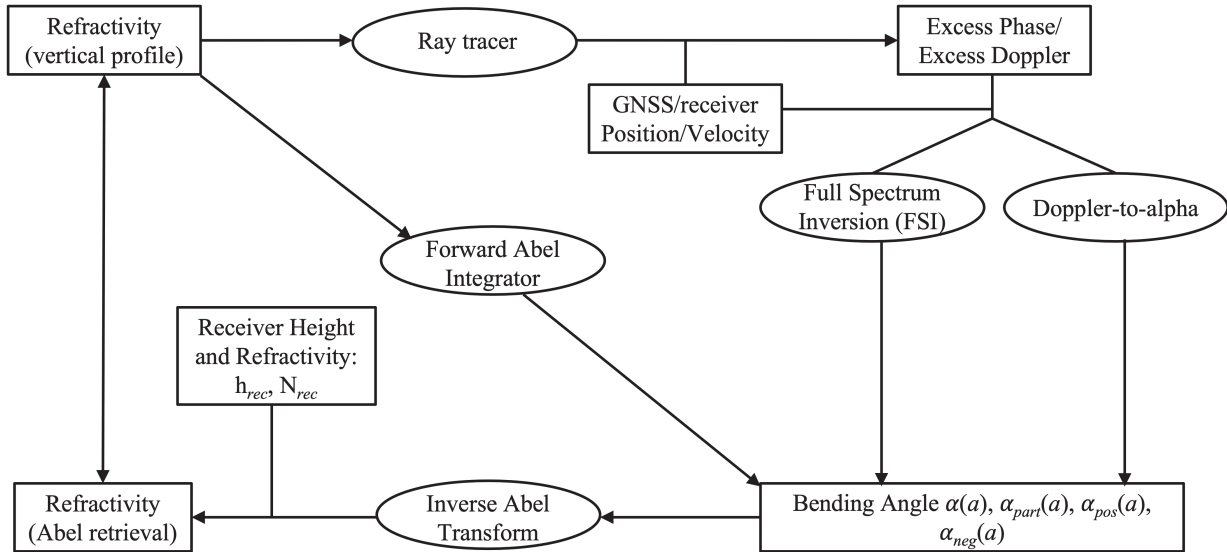 Refractivity
(vertical profile)
Ray tracer
Excess Phase/
Excess Doppler
GNSS/receiver
Position/Velocity
Full Spectrum
Inversion (FSI)
Doppler-to-alpha
Forward Abel
Integrator
Receiver Height
and Refractivity:
h_rec, N_rec
Refractivity
(Abel retrieval)
Inverse Abel
Transform
Bending Angle α(a), α_part(a), α_pos(a),
α_neg(a)